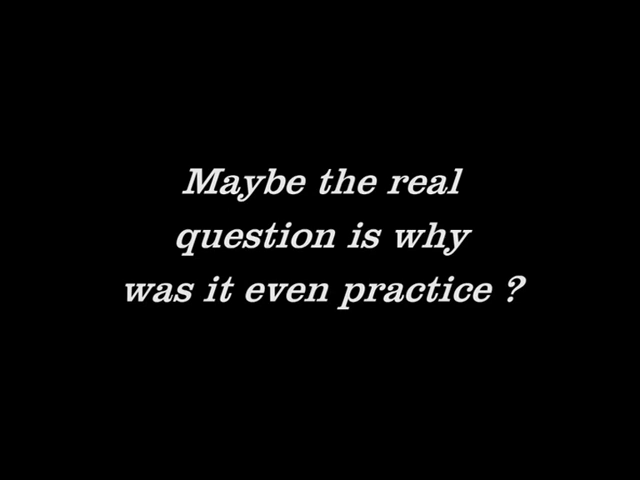 Maybe the real
question is why
was it even practice ?